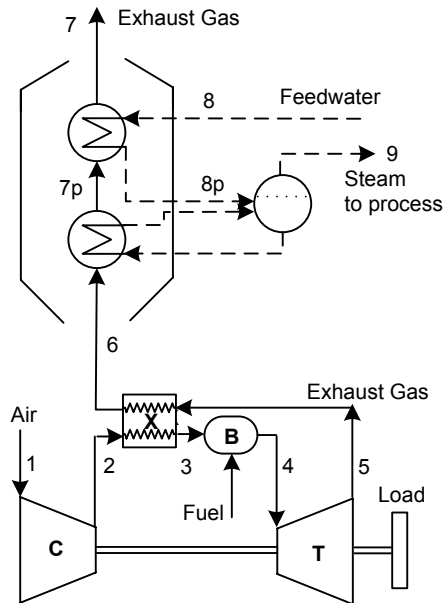 7
Exhaust Gas
8
Feedwater
7p
8p
9
Steam
to process
6
Exhaust Gas
Air
X
B
1
2
3
4
5
Load
Fuel
C
T